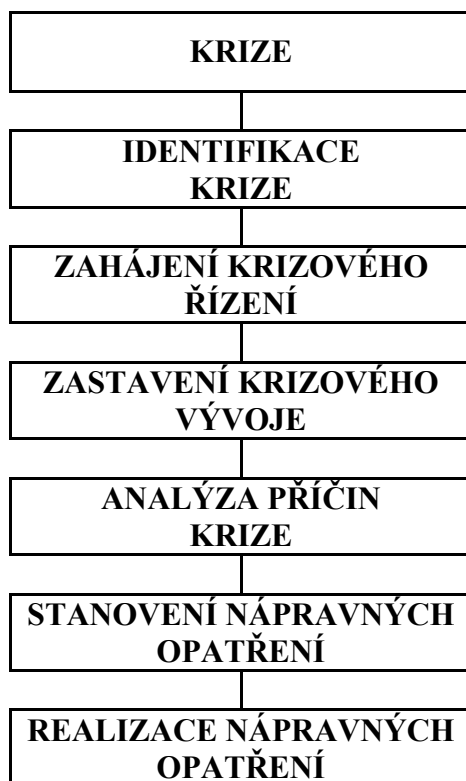 KRIZE
IDENTIFIKACE
KRIZE
ZAHÁJENÍ KRIZOVÉHO
ŘÍZENÍ
ZASTAVENÍ KRIZOVÉHO
VÝVOJE
ANALÝZA PŘÍČIN
KRIZE
STANOVENÍ NÁPRAVNÝCH
OPATŘENÍ
REALIZACE NÁPRAVNÝCH
OPATŘENÍ